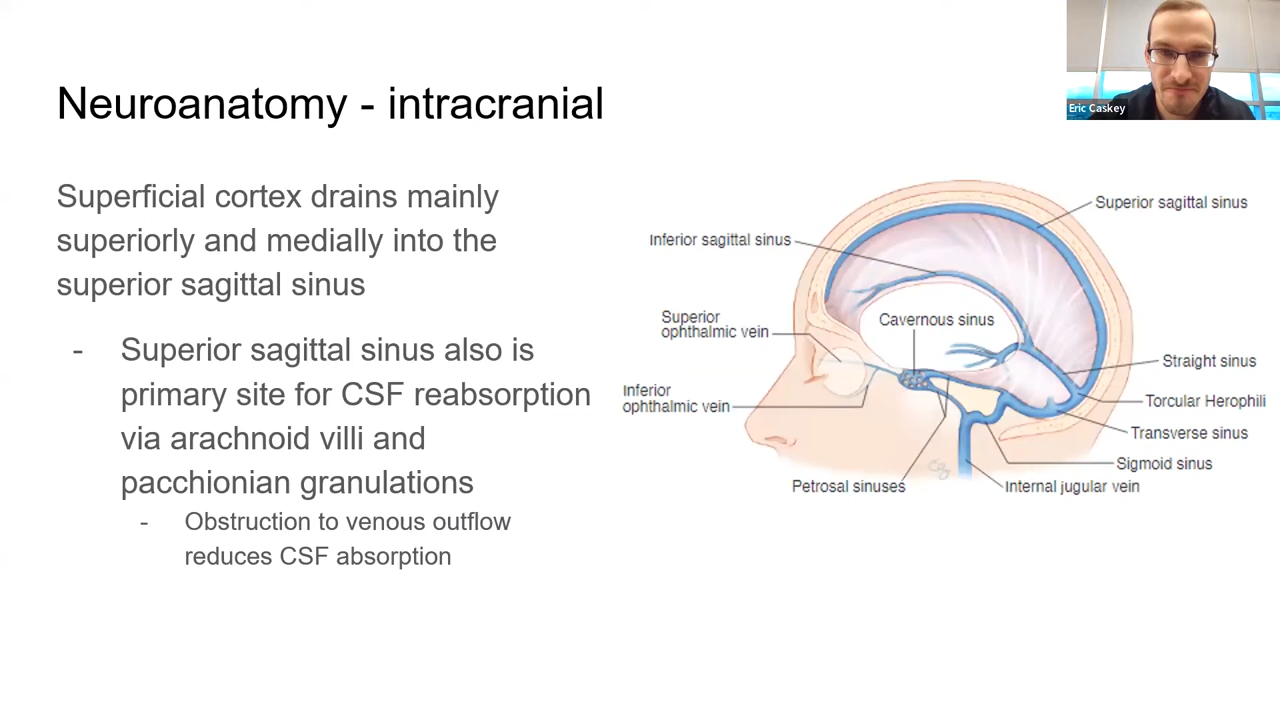 Neuroanatomy - intracranial
Eric Caskey
Superficial cortex drains mainly
superiorly and medially into the
superior sagittal sinus
- Superior sagittal sinus also is
primary site for CSF reabsorption
via arachnoid villi and
pacchionian granulations
- Obstruction to venous outflow
reduces CSF absorption
Superior sagittal sinus
Inferior sagittal sinus
Superior
ophthalmic vein
Cavernous sinus
Straight sinus
Inferior
ophthalmic vein
Torcular Herophili
Transverse sinus
Sigmoid sinus
Petrosal sinuses
Internal jugular vein